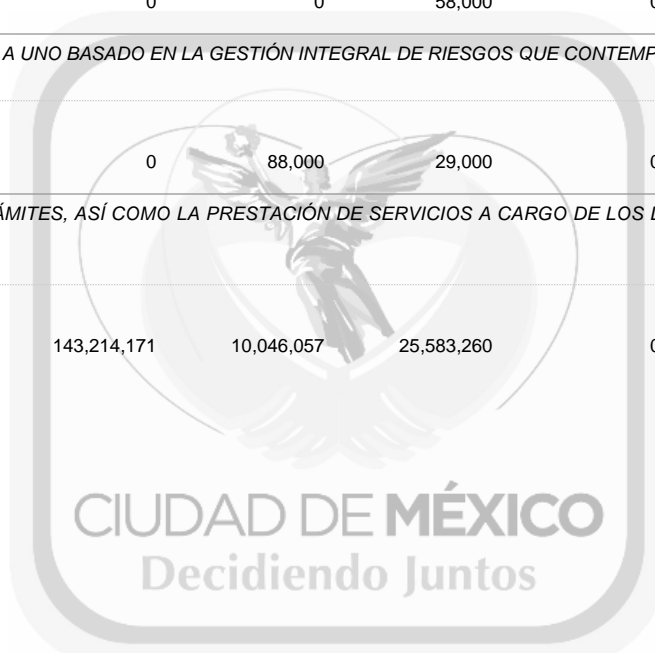 0 0 58,000 0
A UNO BASADO EN LA GESTIÓN INTEGRAL DE RIESGOS QUE CONTEMP
0 88,000 29,000 0
ÁMITES, ASÍ COMO LA PRESTACIÓN DE SERVICIOS A CARGO DE LOS
143,214,171 10,046,057 25,583,260 0
CIUDAD DE MÉXICO
Decidiendo Juntos